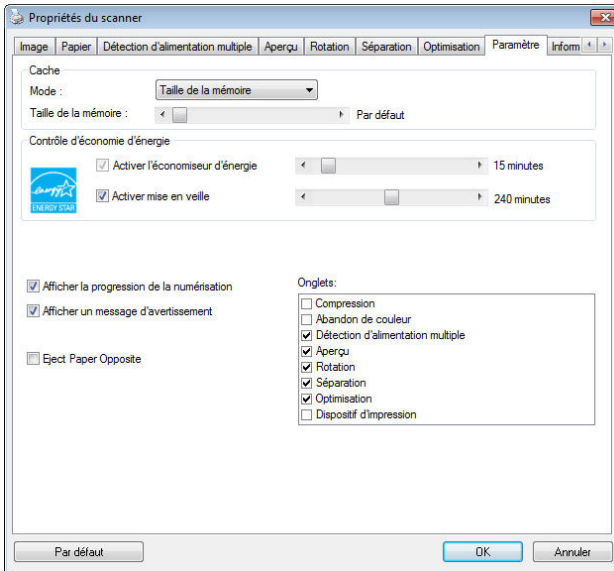 Propriétés du scanner
Image Papier Détection d'alimentation multiple Aperçu Rotation Séparation Optimisation Paramètre Inform
Cache
Mode : Taille de la mémoire
Taille de la mémoire : Par défaut
Contrôle d'économie d'énergie
Activer l'économiseur d'énergie 15 minutes
energy
ENERGY STAR
Activer mise en veille 240 minutes
Afficher la progression de la numérisation
Afficher un message d'avertissement
Eject Paper Opposite
Onglets:
Compression
Abandon de couleur
Détection d'alimentation multiple
Aperçu
Rotation
Séparation
Optimisation
Dispositif d'impression
Par défaut OK Annuler